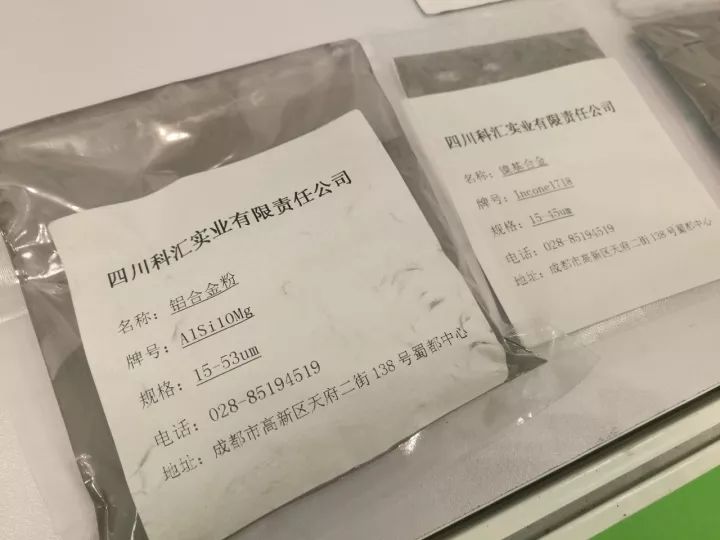 四川科汇实业有限责任公司
名称：铝合金粉
牌号：AlSi10Mg
规格：15-53um
电话：028-85194519
地址：成都市高新区天府二街138号蜀都中心
四川科汇实业有限责任公司
名称：镍基合金
牌号：Inconel718
规格：15-45um
电话：028-85194519
地址：成都市高新区天府二街138号蜀都中心